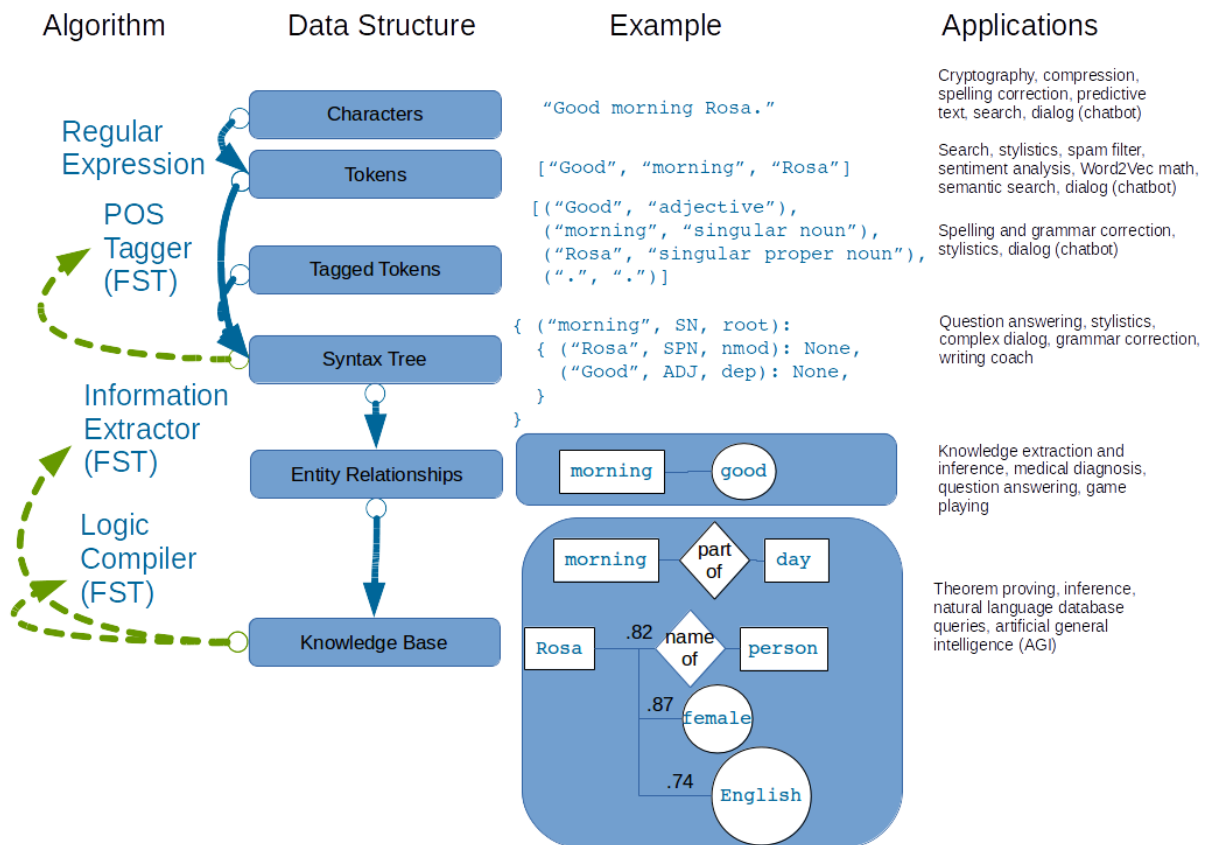 Algorithm
Data Structure
Example
Applications
Regular
Expression
POS
Tagger
(FST)
Information
Extractor
(FST)
Logic
Compiler
(FST)
Characters
Tokens
Tagged Tokens
Syntax Tree
Entity Relationships
Knowledge Base
“Good morning Rosa.”
[“Good”, “morning”, “Rosa”]
[(“Good”, “adjective”),
(“morning”, “singular noun”),
(“Rosa”, “singular proper noun”),
(“.”, “.”)]
{ (“morning”, SN, root):
{ (“Rosa”, SPN, nmod): None,
(“Good”, ADJ, dep): None,
}
}
morning
good
morning
part
of
day
Rosa
.82
name
of
person
.87
female
.74
English
Cryptography, compression,
spelling correction, predictive
text, search, dialog (chatbot)
Search, stylistics, spam filter,
sentiment analysis, Word2Vec math,
semantic search, dialog (chatbot)
Spelling and grammar correction,
stylistics, dialog (chatbot)
Question answering, stylistics,
complex dialog, grammar correction,
writing coach
Knowledge extraction and
inference, medical diagnosis,
question answering, game
playing
Theorem proving, inference,
natural language database
queries, artificial general
intelligence (AGI)